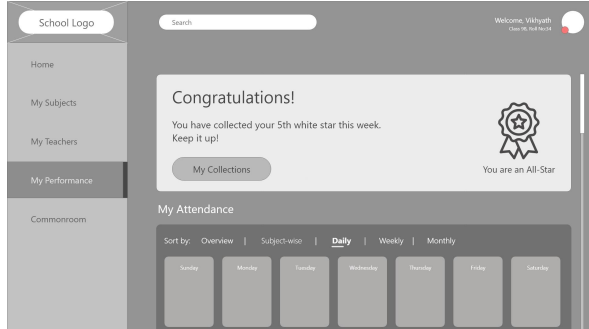 School Logo
Search
Welcome, Vikhyath
Class 9B, Roll No:34
Home
My Subjects
My Teachers
My Performance
Commonroom
Congratulations!
You have collected your 5th white star this week.
Keep it up!
My Collections
You are an All-Star
My Attendance
Sort by: Overview | Subject-wise | Daily | Weekly | Monthly
Sunday Monday Tuesday Wednesday Thursday Friday Saturday